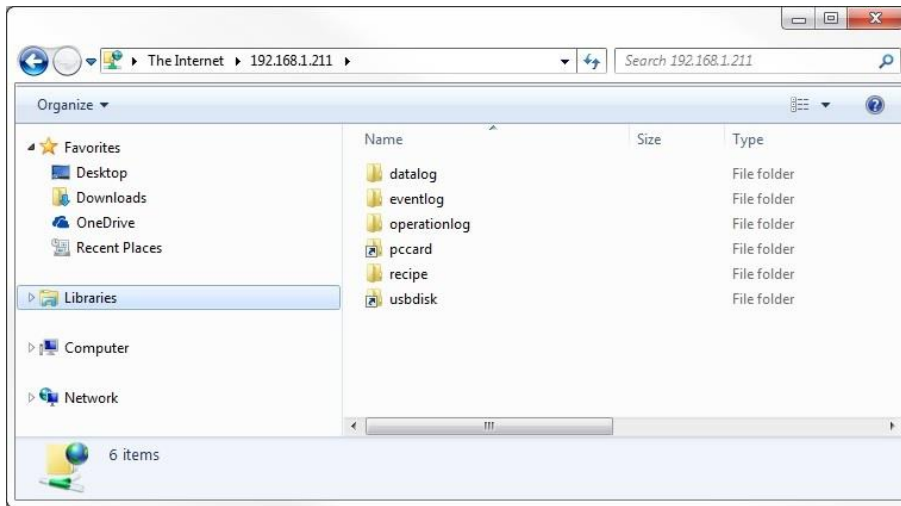 The Internet 192.168.1.211 Search 192.168.1.211
Organize
Favorites
Desktop
Downloads
OneDrive
Recent Places
Libraries
Computer
Network
Name Size Type
datalog File folder
eventlog File folder
operationlog File folder
pccard File folder
recipe File folder
usbdisk File folder
6 items